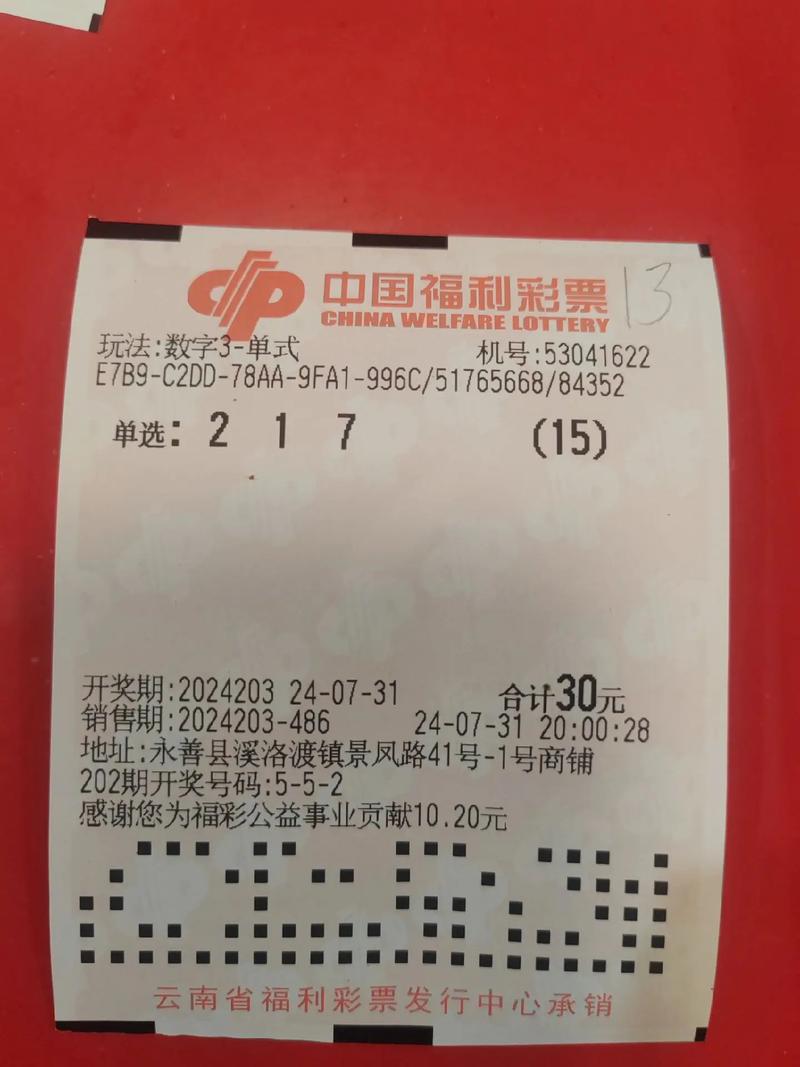 中国福利彩票 13
CHINA WELFARE LOTTERY
玩法:数字3-单式 机号:53041622
E7B9-C2DD-78AA-9FA1-996C/51765668/84352
单选: 2 1 7 (15)
开奖期:2024203 24-07-31 合计30元
销售期:2024203-486 24-07-31 20:00:28
地址:永善县溪洛渡镇景凤路41号-1号商铺
202期开奖号码:5-5-2
感谢您为福彩公益事业贡献10.20元
云南省福利彩票发行中心承销